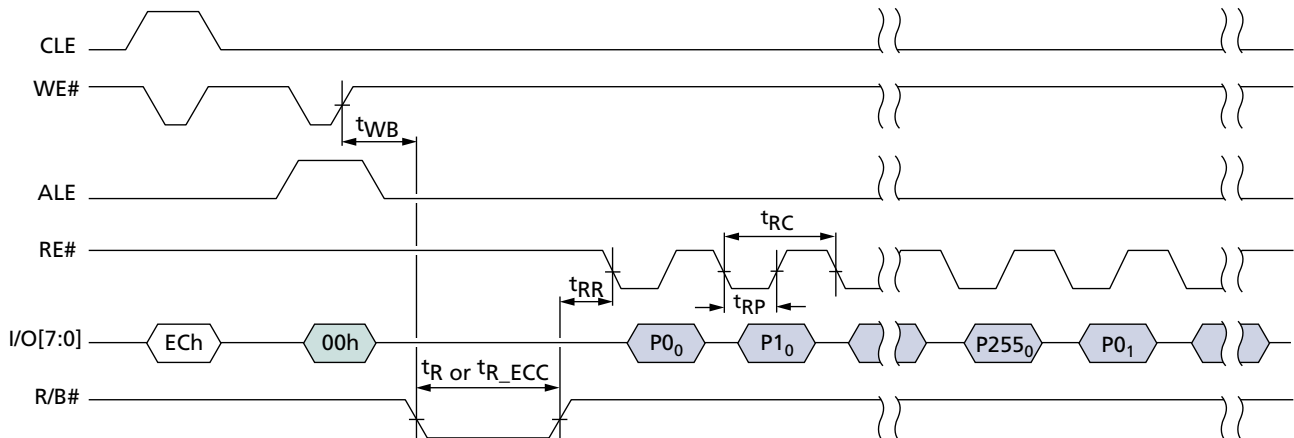 CLE
WE#
tWB
ALE
tRC
RE#
tRR
tRP
I/O[7:0]
ECh
00h
P0₀
P1₀
P255₀
P0₁
tR or tR_ECC
R/B#